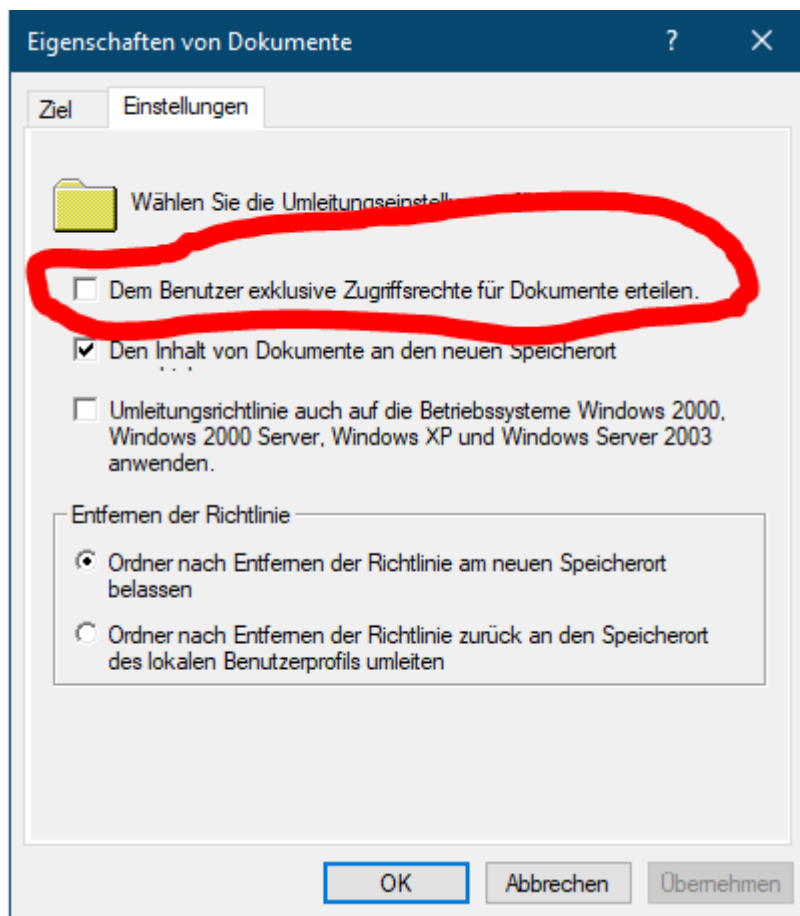 Eigenschaften von Dokumente
Ziel
Einstellungen
Wählen Sie die
Dem Benutzer exklusive Zugriffsrechte für Dokumente erteilen.
Den Inhalt von Dokumente an den neuen Speicherort
Umleitungsrichtlinie auch auf die Betriebssysteme Windows 2000,
Windows 2000 Server, Windows XP und Windows Server 2003
anwenden.
Entfernen der Richtlinie
Ordner nach Entfernen der Richtlinie am neuen Speicherort
belassen
Ordner nach Entfernen der Richtlinie zurück an den Speicherort
des lokalen Benutzerprofils umleiten
OK
Abbrechen
Übernehmen